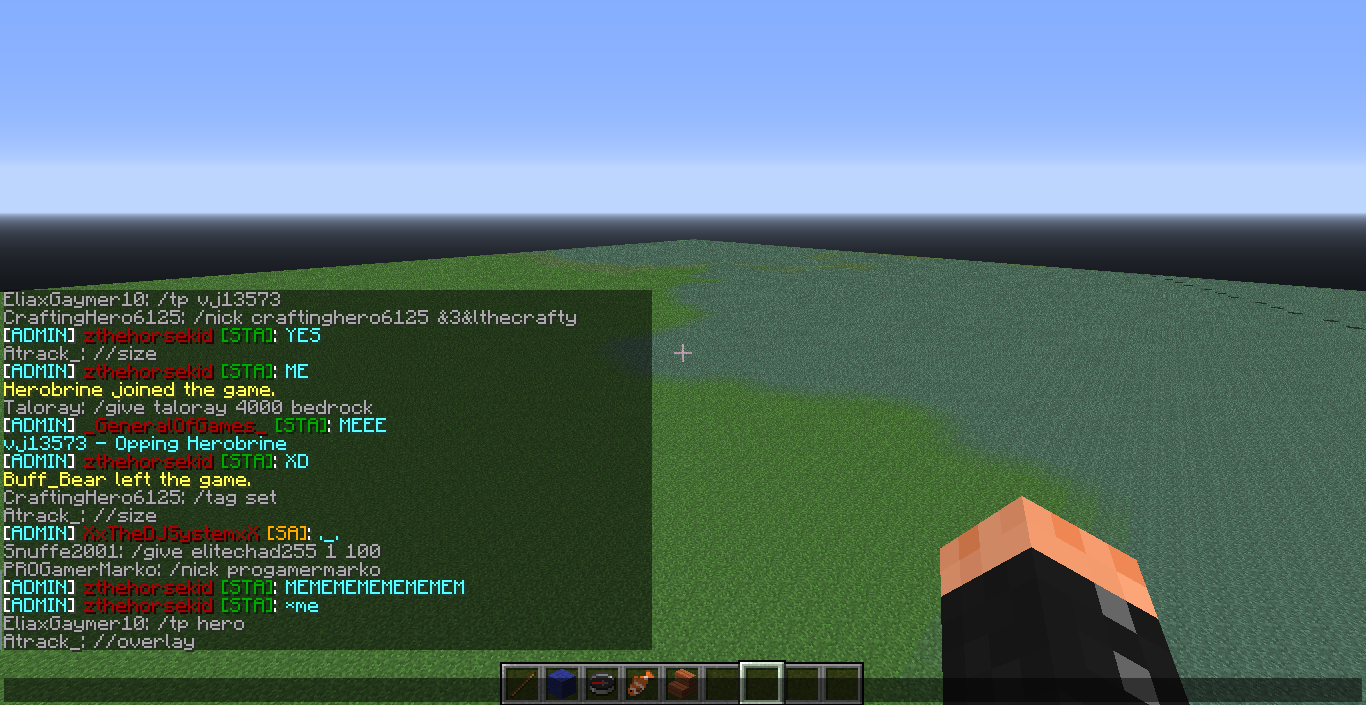 EliaxGaymer10: /tp vj13573
CraftingHero6125: /nick craftinghero6125 &3&lthecrafty
[ADMIN] zthehorsekid [STA]: YES
Atrack_: //size
[ADMIN] zthehorsekid [STA]: ME
Herobrine joined the game.
Taloray: /give taloray 4000 bedrock
[ADMIN] _GeneralOfGames_ [STA]: MEEE
vj13573 - Opping Herobrine
[ADMIN] zthehorsekid [STA]: XD
Buff_Bear left the game.
CraftingHero6125: /tag set
Atrack_: //size
[ADMIN] XxTheDJSystemxX [SA]: ._.
Snuffe2001: /give elitechad255 1 100
PROGamerMarko: /nick progamermarko
[ADMIN] zthehorsekid [STA]: MEMEMEMEMEMEMEM
[ADMIN] zthehorsekid [STA]: *me
EliaxGaymer10: /tp hero
Atrack_: //overlay